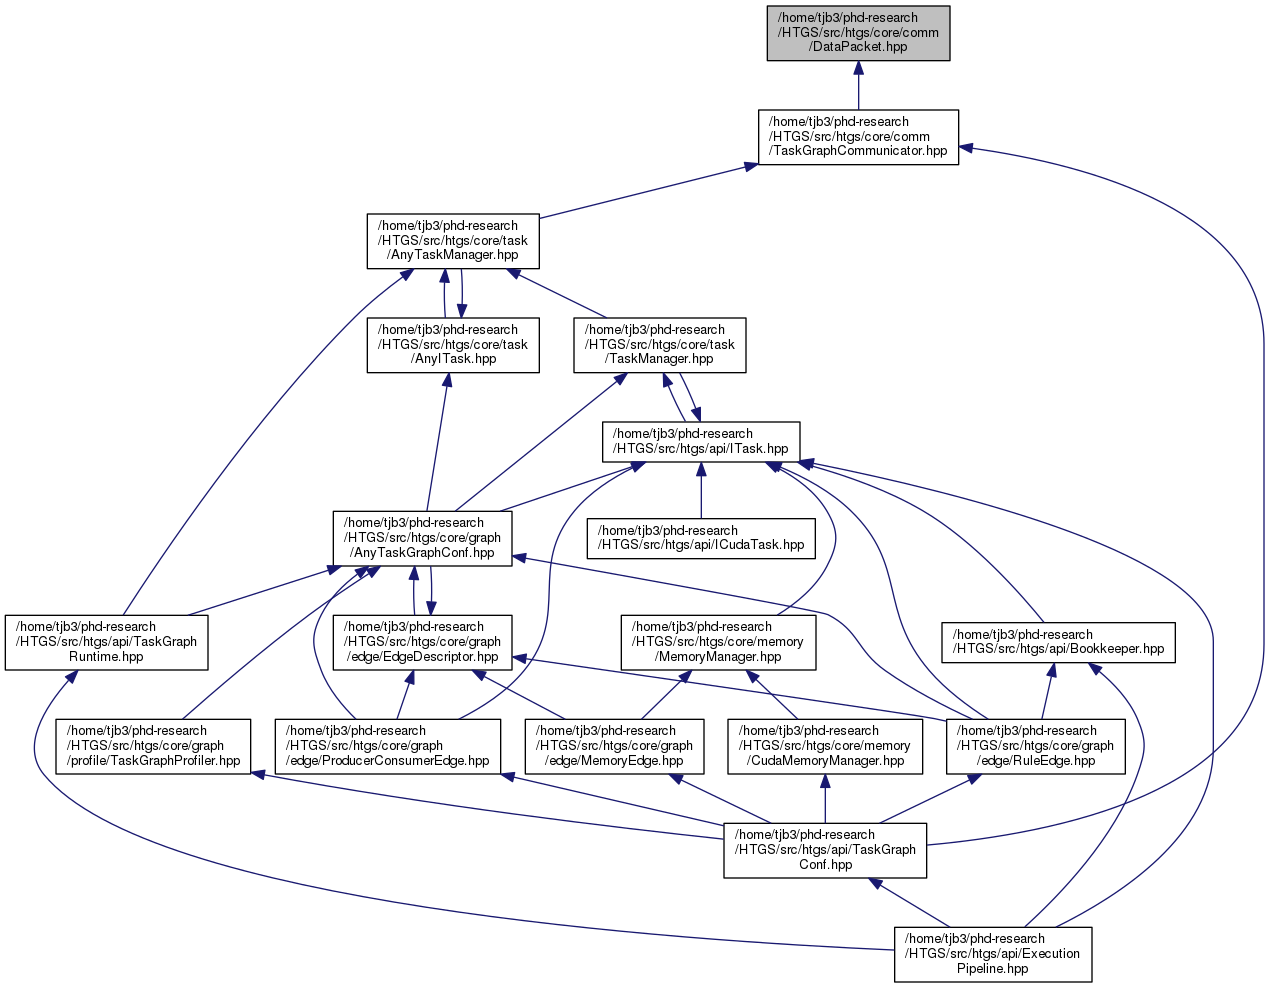 /home/tjb3/phd-research
/HTGS/src/htgs/core/comm
/DataPacket.hpp
/home/tjb3/phd-research
/HTGS/src/htgs/core/comm
/TaskGraphCommunicator.hpp
/home/tjb3/phd-research
/HTGS/src/htgs/core/task
/AnyTaskManager.hpp
/home/tjb3/phd-research
/HTGS/src/htgs/core/task
/AnyITask.hpp
/home/tjb3/phd-research
/HTGS/src/htgs/core/task
/TaskManager.hpp
/home/tjb3/phd-research
/HTGS/src/htgs/api/ITask.hpp
/home/tjb3/phd-research
/HTGS/src/htgs/core/graph
/AnyTaskGraphConf.hpp
/home/tjb3/phd-research
/HTGS/src/htgs/api/ICudaTask.hpp
/home/tjb3/phd-research
/HTGS/src/htgs/api/TaskGraph
Runtime.hpp
/home/tjb3/phd-research
/HTGS/src/htgs/core/graph
/edge/EdgeDescriptor.hpp
/home/tjb3/phd-research
/HTGS/src/htgs/core/memory
/MemoryManager.hpp
/home/tjb3/phd-research
/HTGS/src/htgs/api/Bookkeeper.hpp
/home/tjb3/phd-research
/HTGS/src/htgs/core/graph
/profile/TaskGraphProfiler.hpp
/home/tjb3/phd-research
/HTGS/src/htgs/core/graph
/edge/ProducerConsumerEdge.hpp
/home/tjb3/phd-research
/HTGS/src/htgs/core/graph
/edge/MemoryEdge.hpp
/home/tjb3/phd-research
/HTGS/src/htgs/core/memory
/CudaMemoryManager.hpp
/home/tjb3/phd-research
/HTGS/src/htgs/core/graph
/edge/RuleEdge.hpp
/home/tjb3/phd-research
/HTGS/src/htgs/api/TaskGraph
Conf.hpp
/home/tjb3/phd-research
/HTGS/src/htgs/api/Execution
Pipeline.hpp